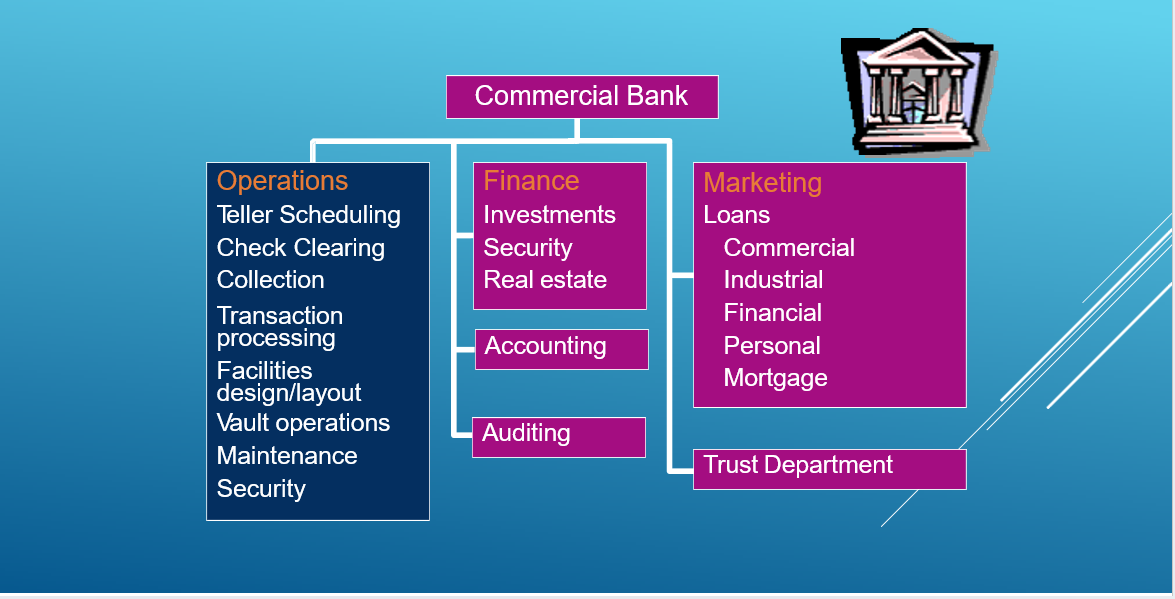 Commercial Bank
Operations
Teller Scheduling
Check Clearing
Collection
Transaction
processing
Facilities
design/layout
Vault operations
Maintenance
Security
Finance
Investments
Security
Real estate
Accounting
Auditing
Marketing
Loans
Commercial
Industrial
Financial
Personal
Mortgage
Trust Department